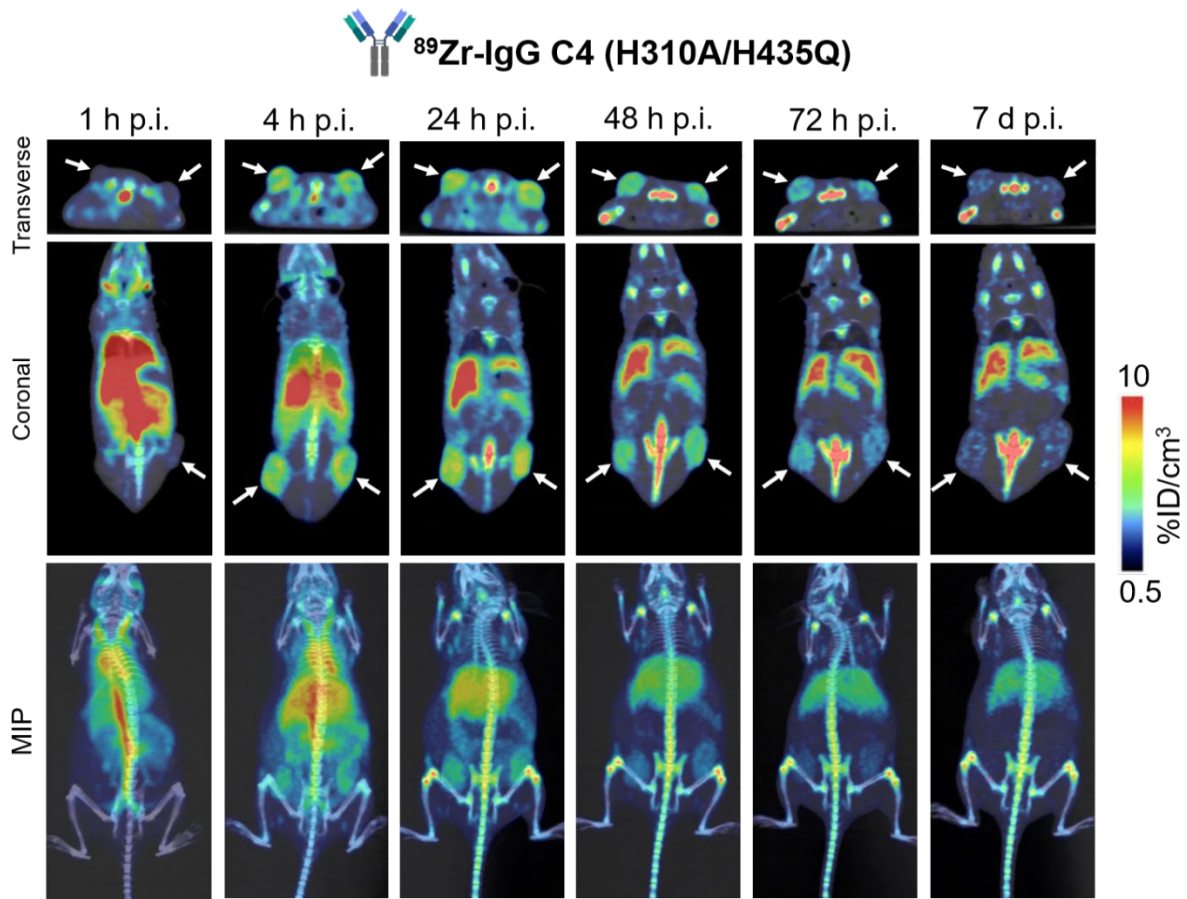 ⁸⁹Zr-IgG C4 (H310A/H435Q)
1 h p.i. 4 h p.i. 24 h p.i. 48 h p.i. 72 h p.i. 7 d p.i.
Transverse
Coronal
MIP
10
%ID/cm³
0.5